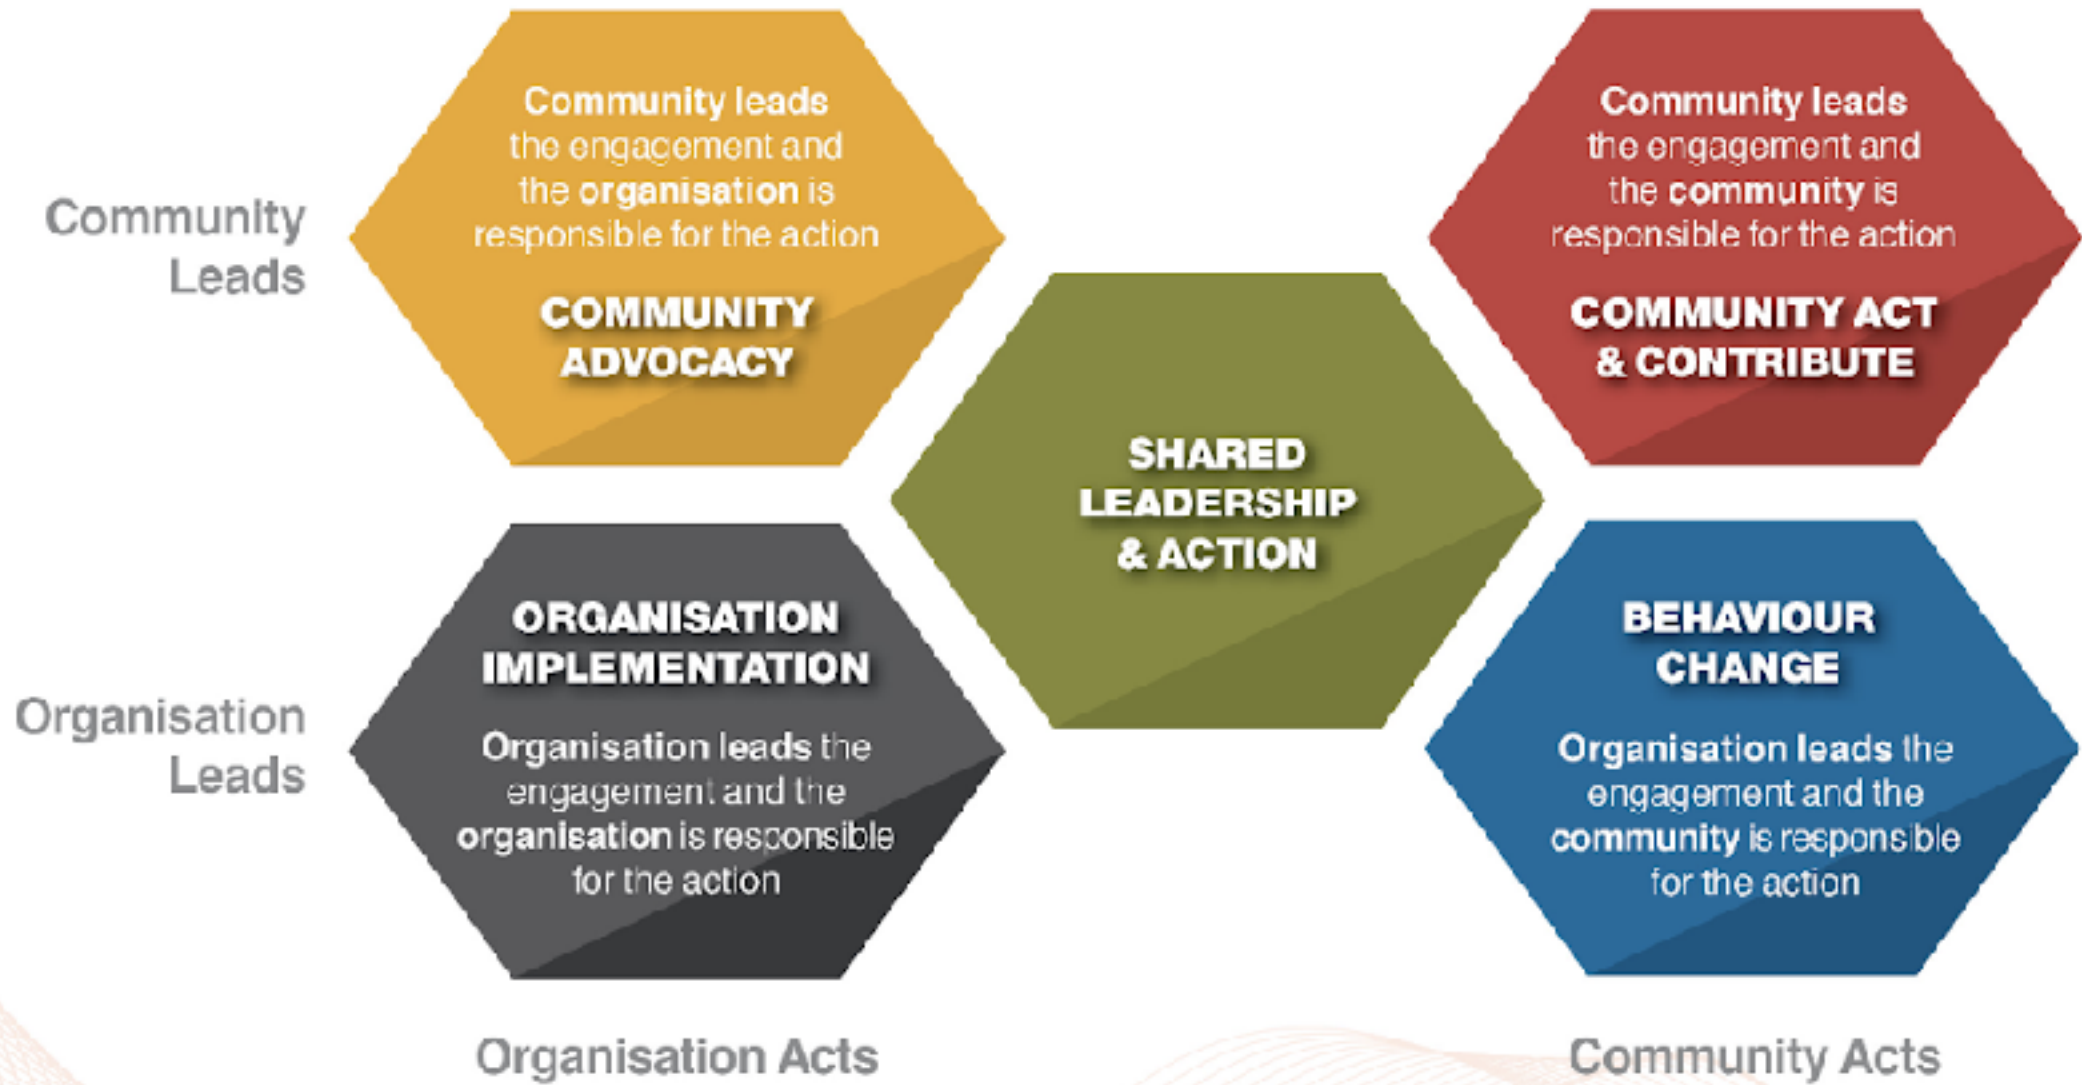 Community
Leads
Community leads
the engagement and
the organisation is
responsible for the action
COMMUNITY
ADVOCACY
Community leads
the engagement and
the community is
responsible for the action
COMMUNITY ACT
& CONTRIBUTE
SHARED
LEADERSHIP
& ACTION
Organisation
Leads
ORGANISATION
IMPLEMENTATION
Organisation leads the
engagement and the
organisation is responsible
for the action
BEHAVIOUR
CHANGE
Organisation leads the
engagement and the
community is responsible
for the action
Organisation Acts
Community Acts